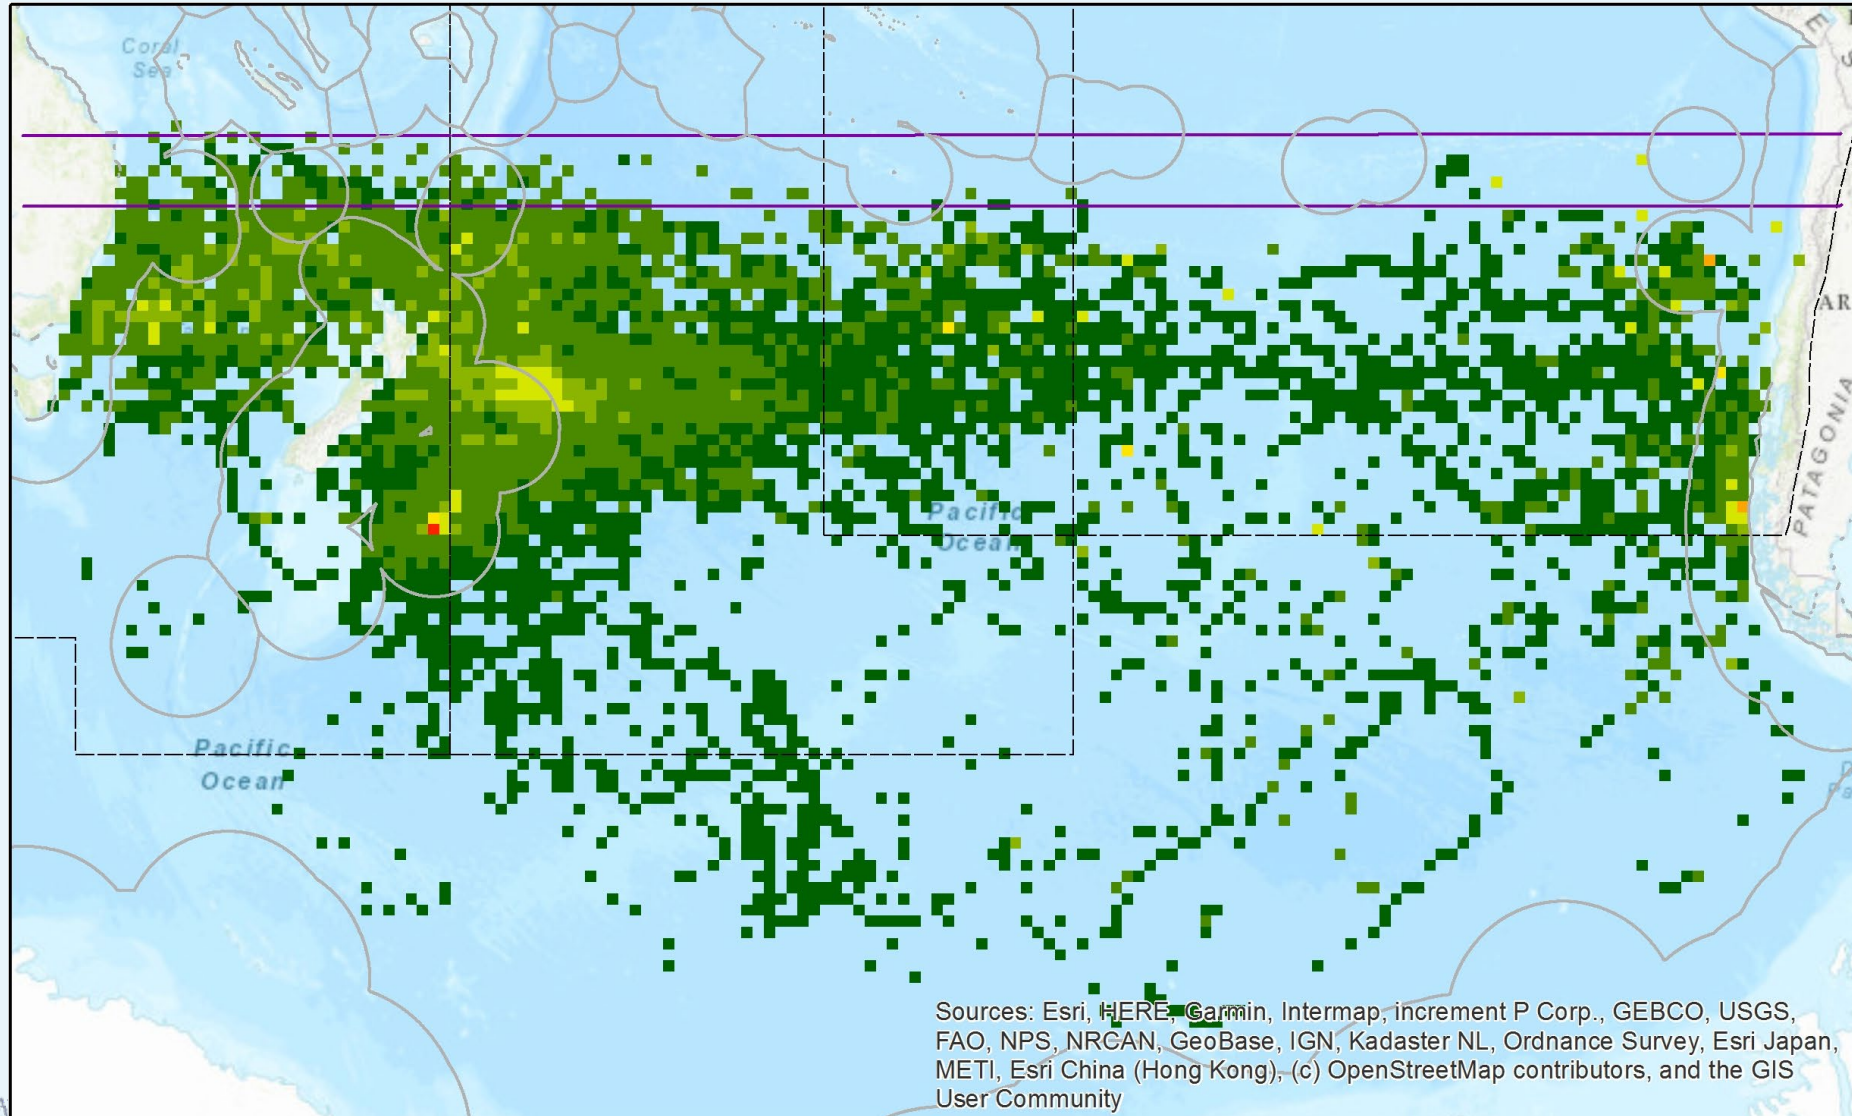 Coral
Sea
Pacific
Ocean
PATAGONIA
AR
Pacific
Ocean
Sources: Esri, HERE, Garmin, Intermap, increment P Corp., GEBCO, USGS,
FAO, NPS, NRCAN, GeoBase, IGN, Kadaster NL, Ordnance Survey, Esri Japan,
METI, Esri China (Hong Kong), (c) OpenStreetMap contributors, and the GIS
User Community